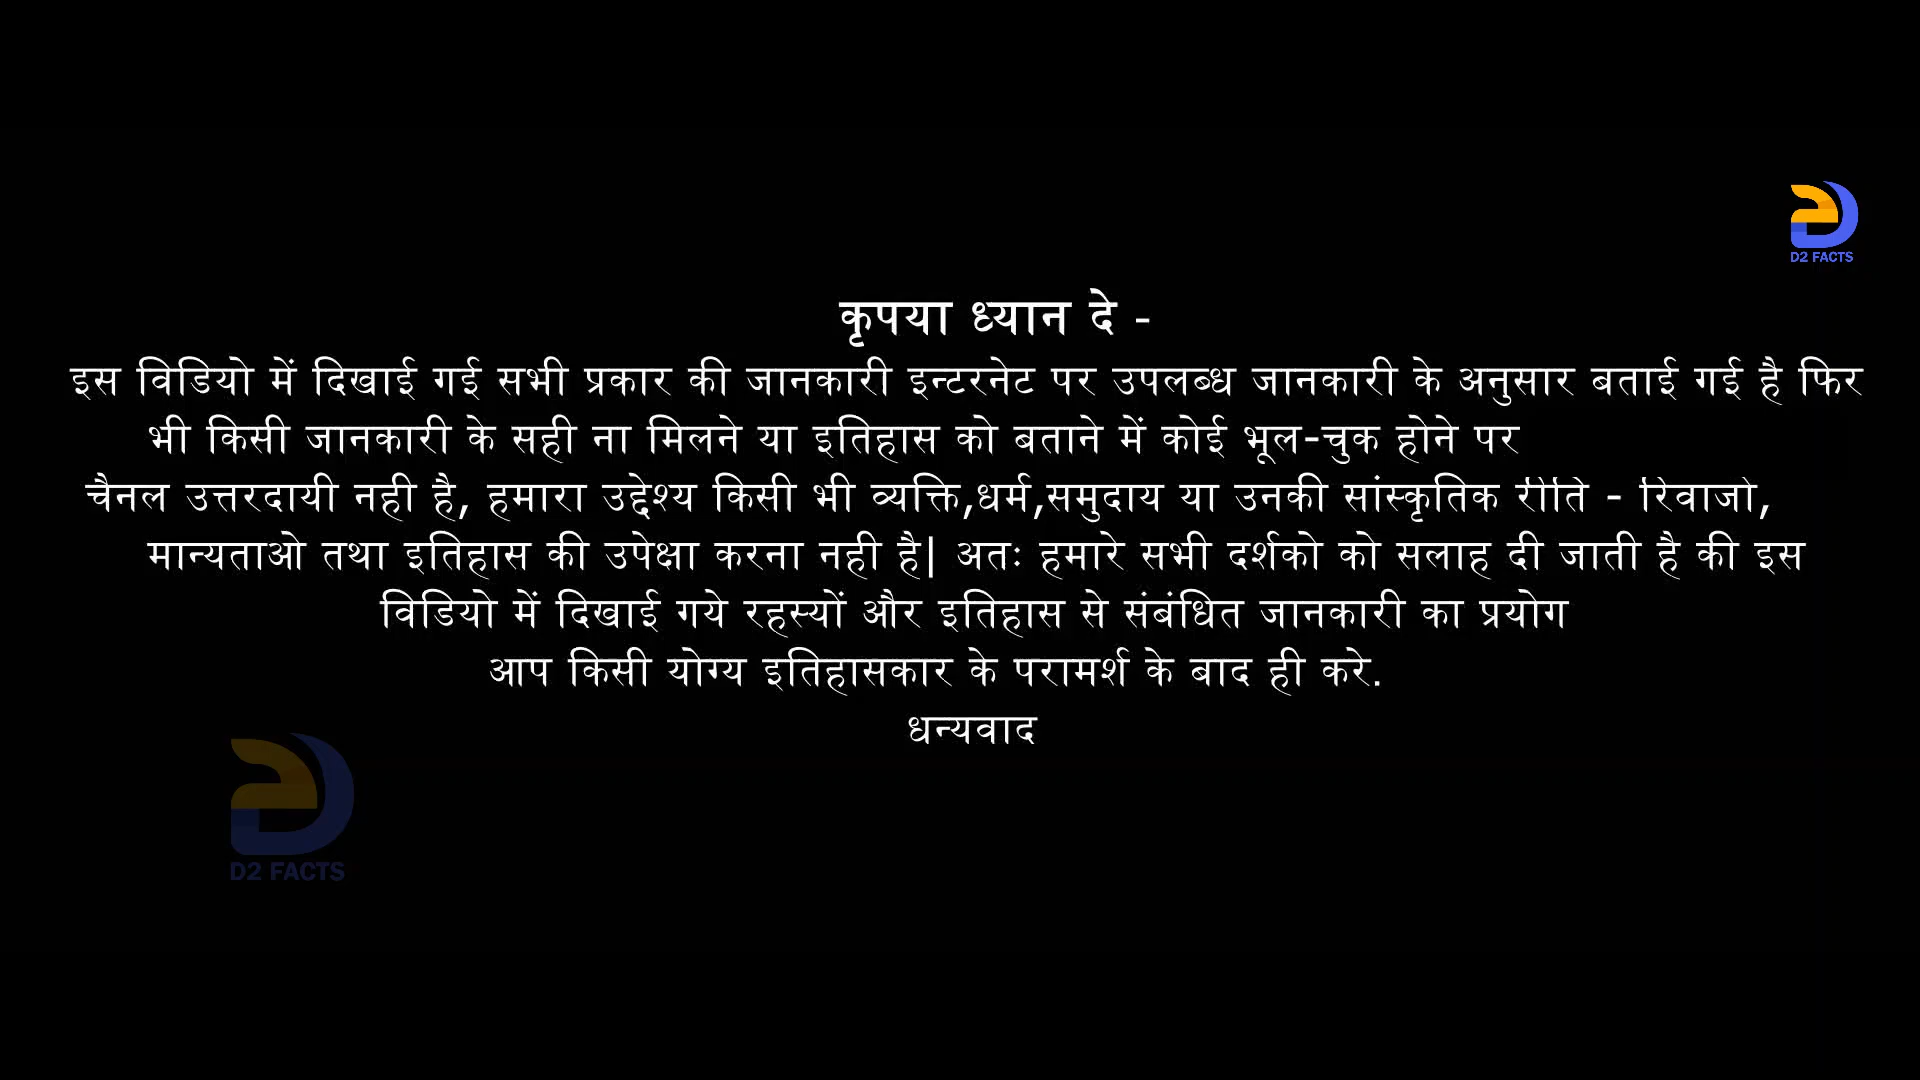 D2 FACTS
कृपया ध्यान दे -
इस विडियो में दिखाई गई सभी प्रकार की जानकारी इन्टरनेट पर उपलब्ध जानकारी के अनुसार बताई गई है फिर
भी किसी जानकारी के सही ना मिलने या इतिहास को बताने में कोई भूल-चुक होने पर
चैनल उत्तरदायी नही है, हमारा उद्देश्य किसी भी व्यक्ति,धर्म,समुदाय या उनकी सांस्कृतिक रीति - रिवाजो,
मान्यताओ तथा इतिहास की उपेक्षा करना नही है| अतः हमारे सभी दर्शको को सलाह दी जाती है की इस
विडियो में दिखाई गये रहस्यों और इतिहास से संबंधित जानकारी का प्रयोग
आप किसी योग्य इतिहासकार के परामर्श के बाद ही करे.
धन्यवाद
D2 FACTS